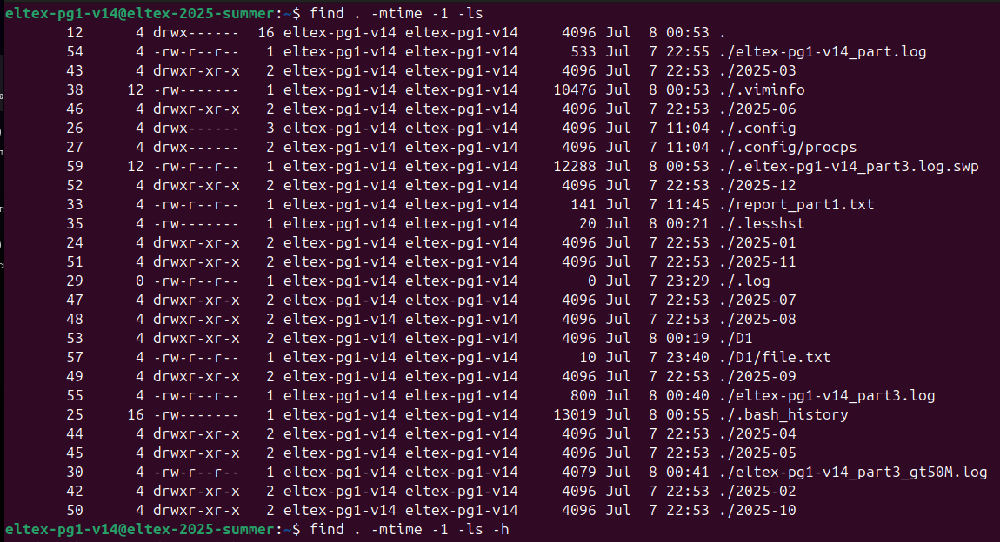 eltex-pg1-v14@eltex-2025-summer:~$ find . -mtime -1 -ls
12 4 drwx------ 16 eltex-pg1-v14 eltex-pg1-v14 4096 Jul 8 00:53 .
54 4 -rw-r--r-- 1 eltex-pg1-v14 eltex-pg1-v14 533 Jul 7 22:55 ./eltex-pg1-v14_part.log
43 4 drwxr-xr-x 2 eltex-pg1-v14 eltex-pg1-v14 4096 Jul 7 22:53 ./2025-03
38 12 -rw------- 1 eltex-pg1-v14 eltex-pg1-v14 10476 Jul 8 00:53 ./.viminfo
46 4 drwxr-xr-x 2 eltex-pg1-v14 eltex-pg1-v14 4096 Jul 7 22:53 ./2025-06
26 4 drwx------ 3 eltex-pg1-v14 eltex-pg1-v14 4096 Jul 7 11:04 ./.config
27 4 drwx------ 2 eltex-pg1-v14 eltex-pg1-v14 4096 Jul 7 11:04 ./.config/procps
59 12 -rw-r--r-- 1 eltex-pg1-v14 eltex-pg1-v14 12288 Jul 8 00:53 ./.eltex-pg1-v14_part3.log.swp
52 4 drwxr-xr-x 2 eltex-pg1-v14 eltex-pg1-v14 4096 Jul 7 22:53 ./2025-12
33 4 -rw-r--r-- 1 eltex-pg1-v14 eltex-pg1-v14 141 Jul 7 11:45 ./report_part1.txt
35 4 -rw------- 1 eltex-pg1-v14 eltex-pg1-v14 20 Jul 8 00:21 ./.lesshst
24 4 drwxr-xr-x 2 eltex-pg1-v14 eltex-pg1-v14 4096 Jul 7 22:53 ./2025-01
51 4 drwxr-xr-x 2 eltex-pg1-v14 eltex-pg1-v14 4096 Jul 7 22:53 ./2025-11
29 0 -rw-r--r-- 1 eltex-pg1-v14 eltex-pg1-v14 0 Jul 7 23:29 ./.log
47 4 drwxr-xr-x 2 eltex-pg1-v14 eltex-pg1-v14 4096 Jul 7 22:53 ./2025-07
48 4 drwxr-xr-x 2 eltex-pg1-v14 eltex-pg1-v14 4096 Jul 7 22:53 ./2025-08
53 4 drwxr-xr-x 2 eltex-pg1-v14 eltex-pg1-v14 4096 Jul 8 00:19 ./D1
57 4 -rw-r--r-- 1 eltex-pg1-v14 eltex-pg1-v14 10 Jul 7 23:40 ./D1/file.txt
49 4 drwxr-xr-x 2 eltex-pg1-v14 eltex-pg1-v14 4096 Jul 7 22:53 ./2025-09
55 4 -rw-r--r-- 1 eltex-pg1-v14 eltex-pg1-v14 800 Jul 8 00:40 ./eltex-pg1-v14_part3.log
25 16 -rw------- 1 eltex-pg1-v14 eltex-pg1-v14 13019 Jul 8 00:55 ./.bash_history
44 4 drwxr-xr-x 2 eltex-pg1-v14 eltex-pg1-v14 4096 Jul 7 22:53 ./2025-04
45 4 drwxr-xr-x 2 eltex-pg1-v14 eltex-pg1-v14 4096 Jul 7 22:53 ./2025-05
30 4 -rw-r--r-- 1 eltex-pg1-v14 eltex-pg1-v14 4079 Jul 8 00:41 ./eltex-pg1-v14_part3_gt50M.log
42 4 drwxr-xr-x 2 eltex-pg1-v14 eltex-pg1-v14 4096 Jul 7 22:53 ./2025-02
50 4 drwxr-xr-x 2 eltex-pg1-v14 eltex-pg1-v14 4096 Jul 7 22:53 ./2025-10
eltex-pg1-v14@eltex-2025-summer:~$ find . -mtime -1 -ls -h